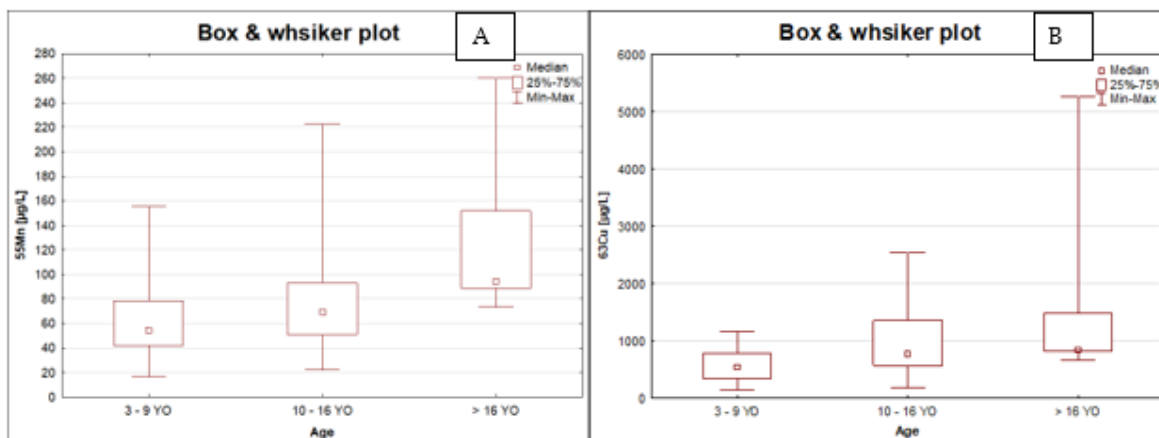 Box & whsiker plot
A
Median
25%-75%
Min-Max
280
260
240
220
200
180
160
140
120
100
80
60
40
20
0
55Mn [µg/L]
3 - 9 YO
10 - 16 YO
> 16 YO
Age
Box & whsiker plot
B
Median
25%-75%
Min-Max
6000
5000
4000
3000
2000
1000
0
63Cu [µg/L]
3 - 9 YO
10 - 16 YO
> 16 YO
Age